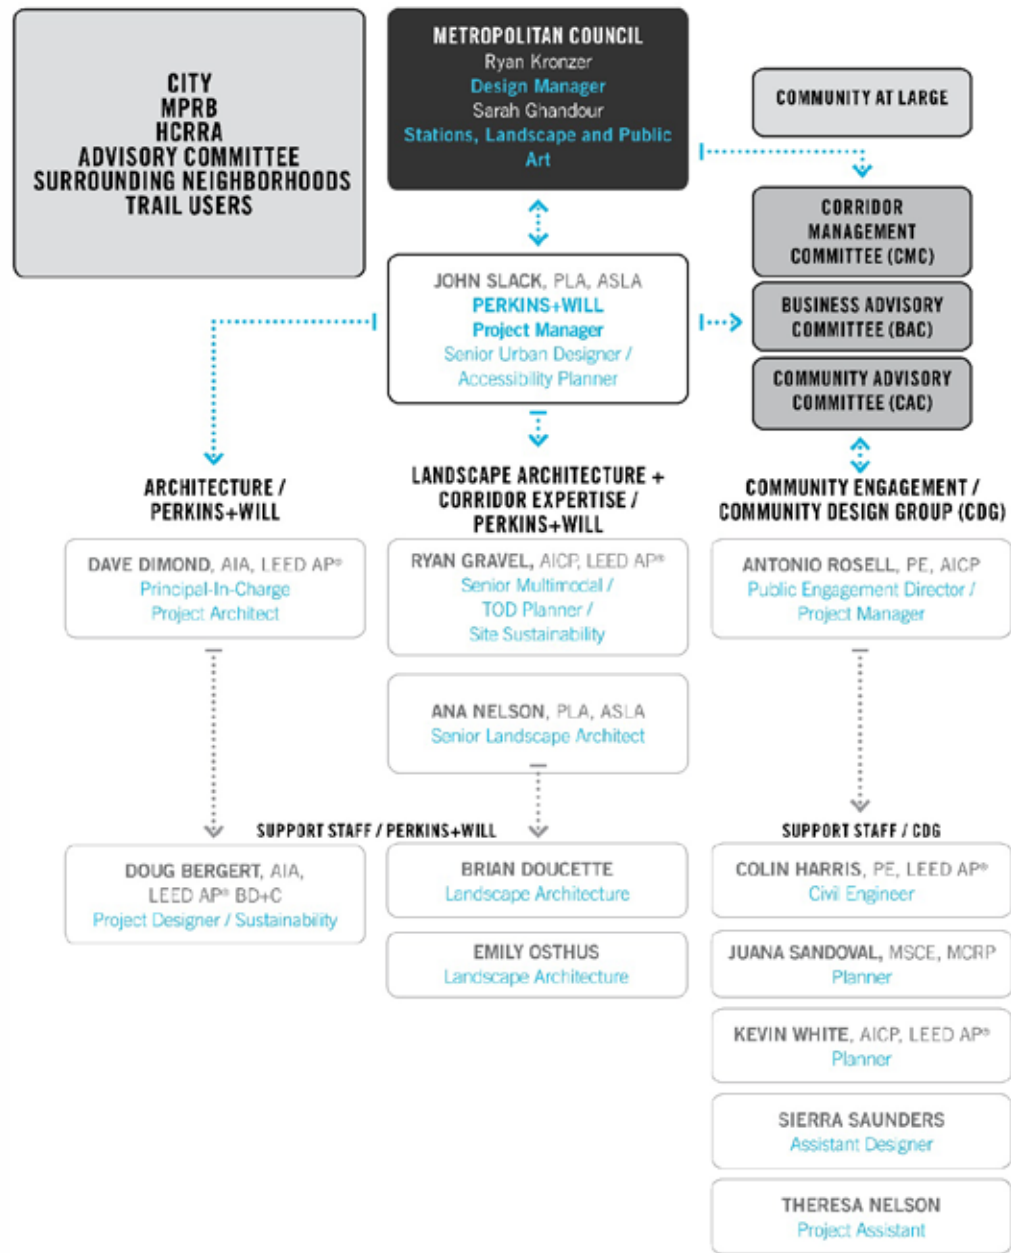 CITY
MPRB
HCRRA
ADVISORY COMMITTEE
SURROUNDING NEIGHBORHOODS
TRAIL USERS
METROPOLITAN COUNCIL
Ryan Kronzer
Design Manager
Sarah Ghandour
Stations, Landscape and Public
Art
COMMUNITY AT LARGE
CORRIDOR
MANAGEMENT
COMMITTEE (CMC)
BUSINESS ADVISORY
COMMITTEE (BAC)
COMMUNITY ADVISORY
COMMITTEE (CAC)
JOHN SLACK, PLA, ASLA
PERKINS+WILL
Project Manager
Senior Urban Designer /
Accessibility Planner
ARCHITECTURE /
PERKINS+WILL
DAVE DIMOND, AIA, LEED AP®
Principal-In-Charge
Project Architect
LANDSCAPE ARCHITECTURE +
CORRIDOR EXPERTISE /
PERKINS+WILL
RYAN GRAVEL, AICP, LEED AP®
Senior Multimodal /
TOD Planner /
Site Sustainability
ANA NELSON, PLA, ASLA
Senior Landscape Architect
COMMUNITY ENGAGEMENT /
COMMUNITY DESIGN GROUP (CDG)
ANTONIO ROSELL, PE, AICP
Public Engagement Director /
Project Manager
SUPPORT STAFF / PERKINS+WILL
DOUG BERGERT, AIA,
LEED AP® BD+C
Project Designer / Sustainability
BRIAN DOUCETTE
Landscape Architecture
EMILY OSTHUS
Landscape Architecture
SUPPORT STAFF / CDG
COLIN HARRIS, PE, LEED AP®
Civil Engineer
JUANA SANDOVAL, MSCE, MCRP
Planner
KEVIN WHITE, AICP, LEED AP®
Planner
SIERRA SAUNDERS
Assistant Designer
THERESA NELSON
Project Assistant